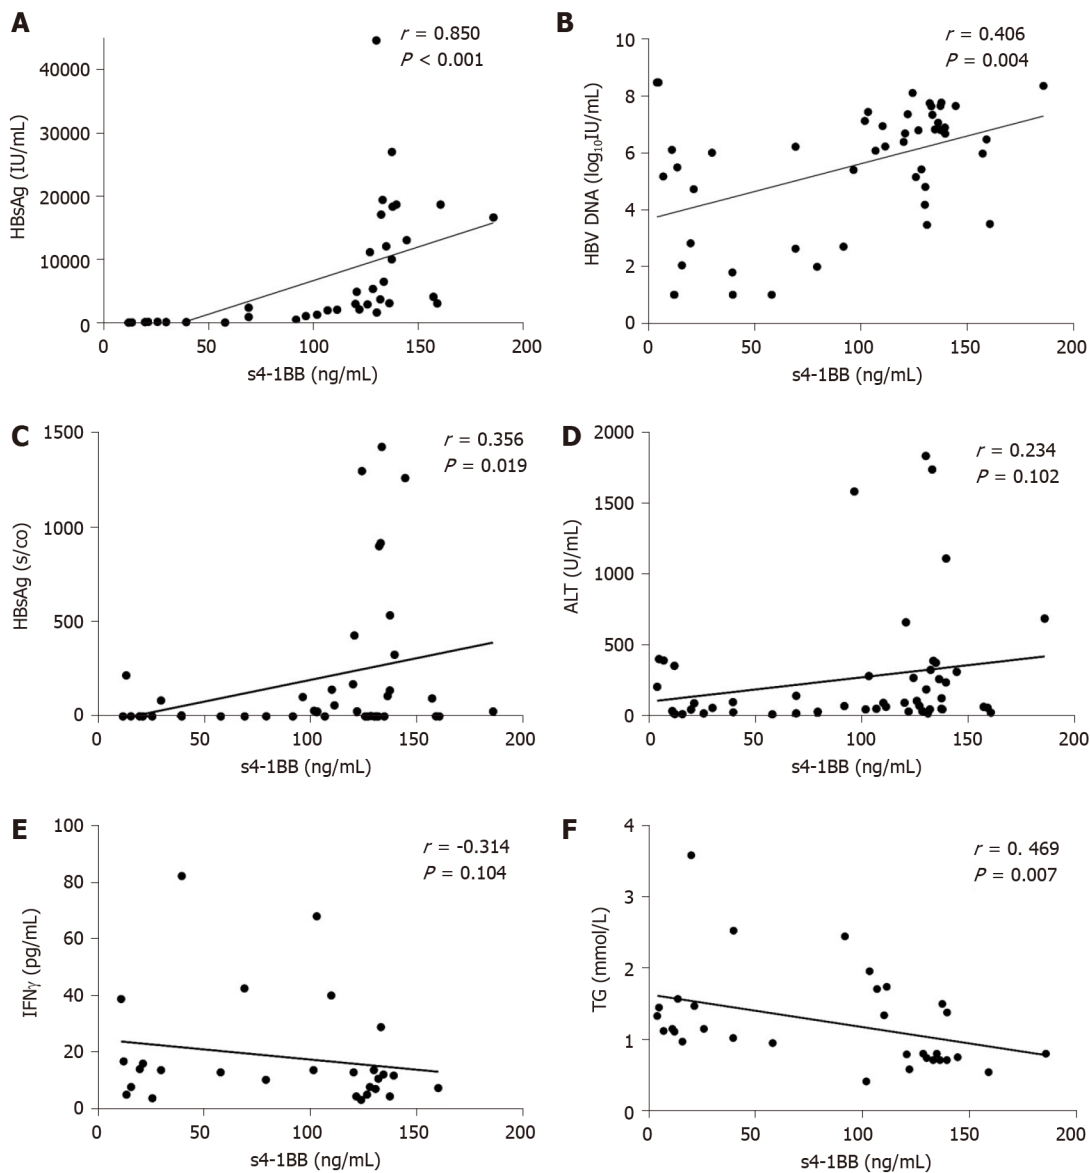 A
r = 0.850
P < 0.001
HBsAg (IU/mL)
40000
30000
20000
10000
0
0
50
100
150
200
s4-1BB (ng/mL)
B
r = 0.406
P = 0.004
HBV DNA (log10IU/mL)
10
8
6
4
2
0
0
50
100
150
200
s4-1BB (ng/mL)
C
r = 0.356
P = 0.019
HBsAg (s/co)
1500
1000
500
0
0
50
100
150
200
s4-1BB (ng/mL)
D
r = 0.234
P = 0.102
ALT (U/mL)
2000
1500
1000
500
0
0
50
100
150
200
s4-1BB (ng/mL)
E
r = -0.314
P = 0.104
IFNγ (pg/mL)
100
80
60
40
20
0
0
50
100
150
200
s4-1BB (ng/mL)
F
r = 0. 469
P = 0.007
TG (mmol/L)
4
3
2
1
0
0
50
100
150
200
s4-1BB (ng/mL)